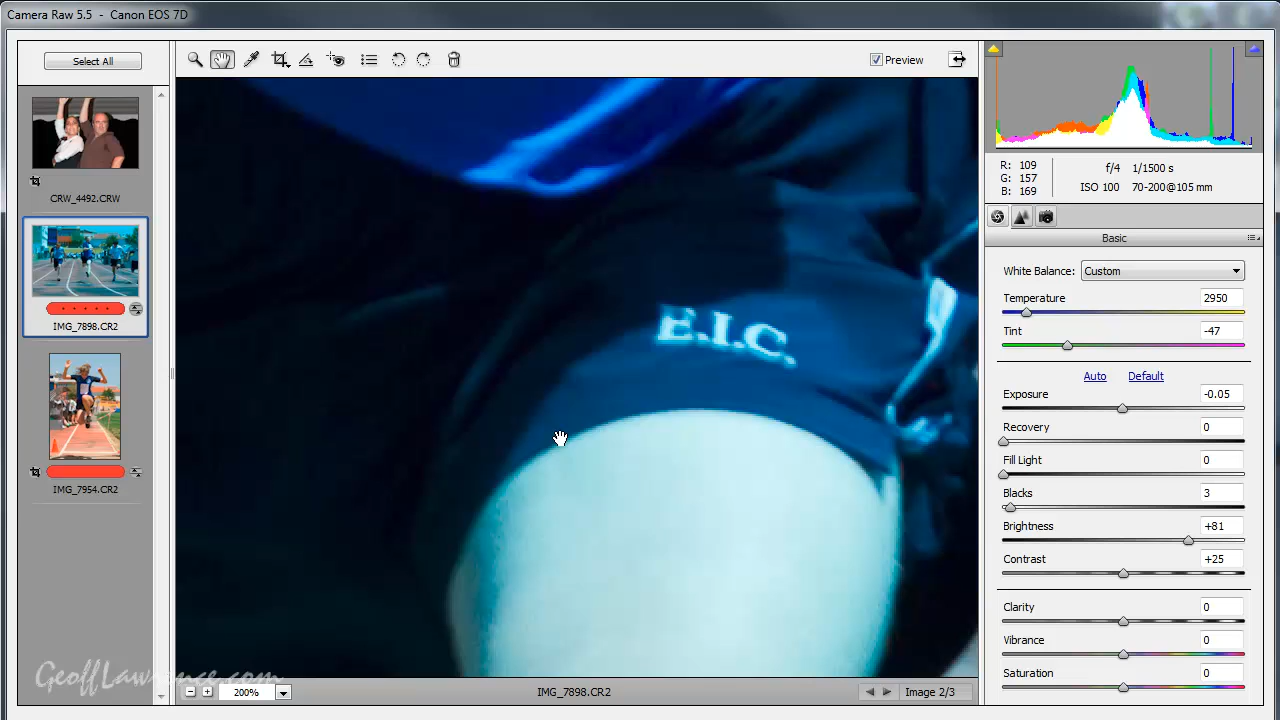 Camera Raw 5.5 - Canon EOS 7D
Select All
Preview
CRW_4492.CRW
IMG_7898.CR2
IMG_7954.CR2
E.I.C.
R: 109
G: 157
B: 169
f/4 1/1500 s
ISO 100 70-200@105 mm
Basic
White Balance: Custom
Temperature 2950
Tint -47
Auto Default
Exposure -0.05
Recovery 0
Fill Light 0
Blacks 3
Brightness +81
Contrast +25
Clarity 0
Vibrance 0
Saturation 0
GeoffLawrence.com
200%
IMG_7898.CR2
Image 2/3